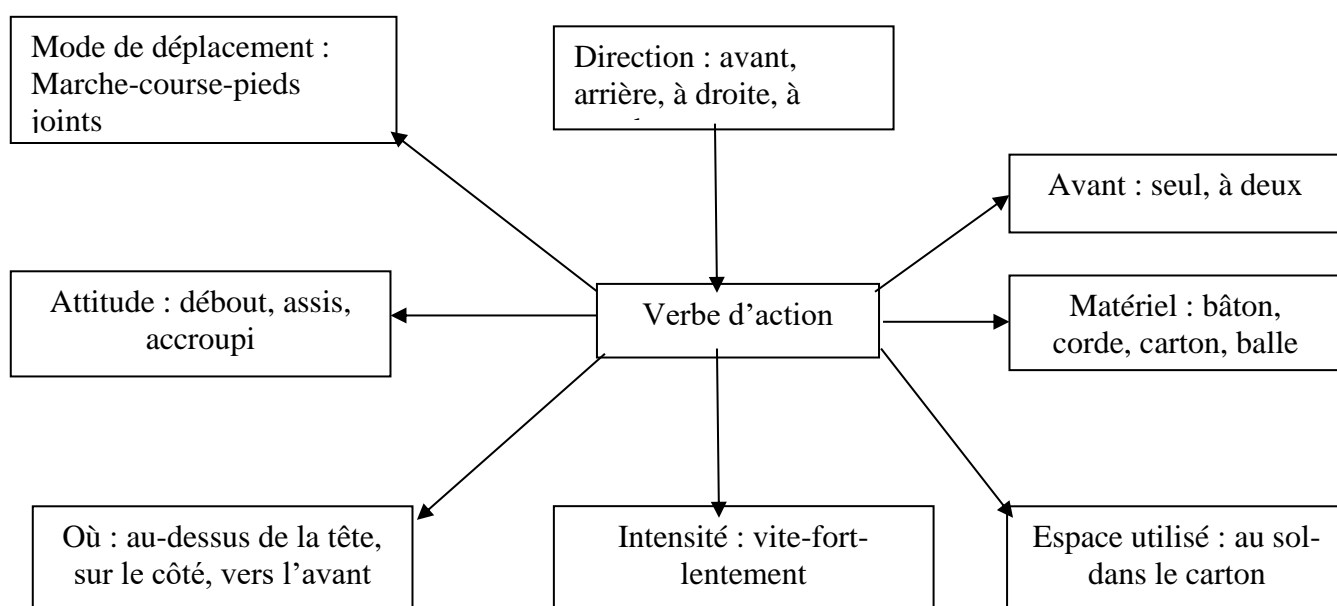 Mode de déplacement :
Marche-course-pieds
joints
Direction : avant,
arrière, à droite, à
Avant : seul, à deux
Attitude : débout, assis,
accroupi
Verbe d’action
Matériel : bâton,
corde, carton, balle
Où : au-dessus de la tête,
sur le côté, vers l’avant
Intensité : vite-fort-
lentement
Espace utilisé : au sol-
dans le carton